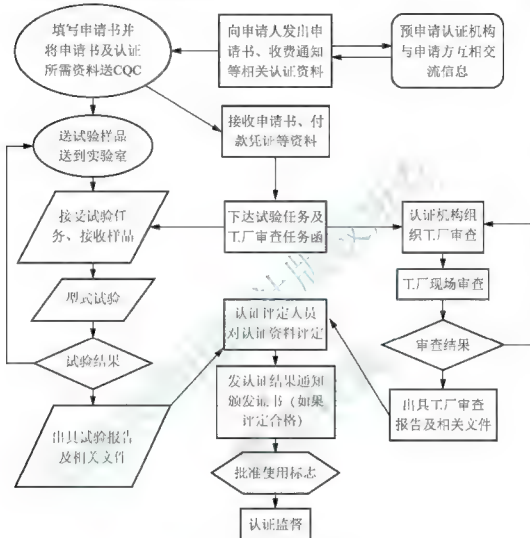 填写申请书并
将申请书及认证
所需资料送CQC
向申请人发出申
请书、收费通知
等相关认证资料
预申请认证机构
与申请方互相交
流信息
送试验样品
送到实验室
接收申请书、付
款凭证等资料
接受试验任
务、接收样品
下达试验任务及
工厂审查任务函
认证机构组
织工厂审查
型式试验
工厂现场审查
认证评定人员
对认证资料评定
试验结果
审查结果
发认证结果通知
颁发证书（如果
评定合格）
出具试验报告
及相关文件
出具工厂审查
报告及相关文件
批准使用标志
认证监督